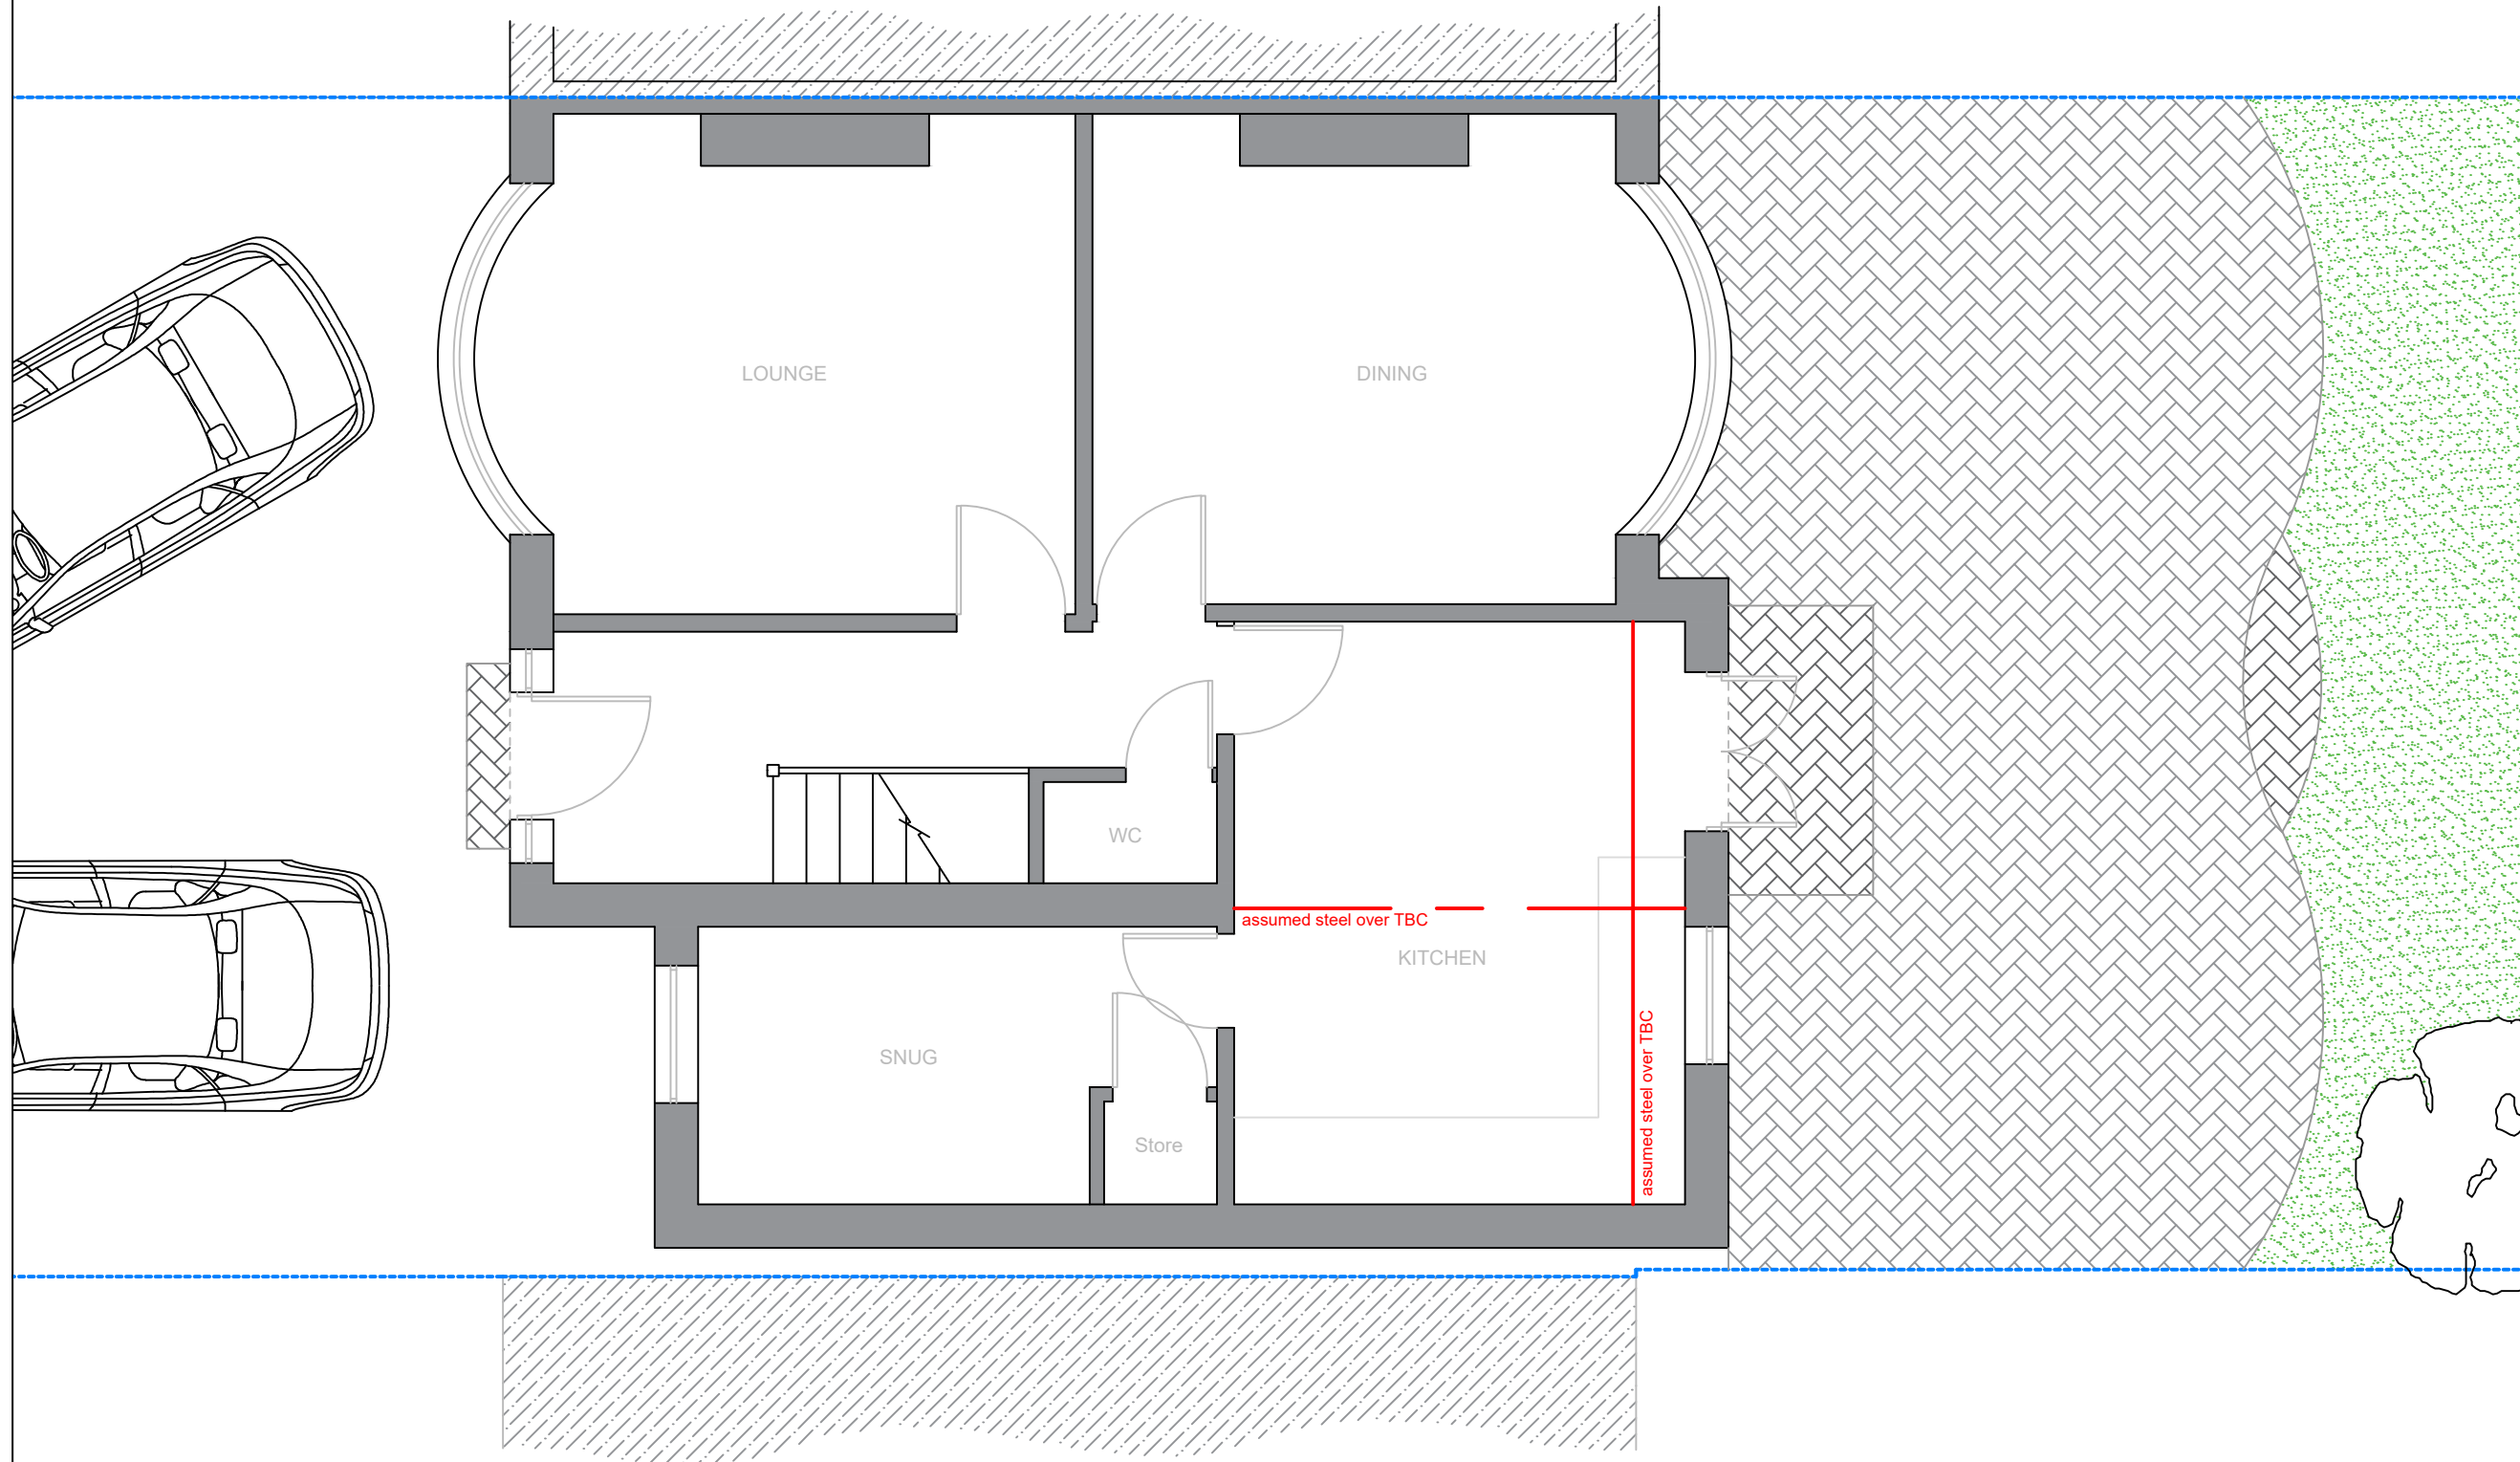 LOUNGE
DINING
WC
assumed steel over TBC
KITCHEN
SNUG
assumed steel over TBC
Store